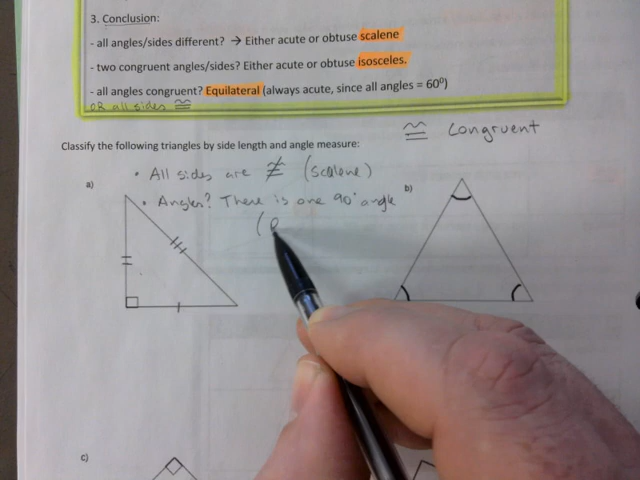 3. Conclusion:
- all angles/sides different? → Either acute or obtuse scalene
- two congruent angles/sides? Either acute or obtuse isosceles.
- all angles congruent? Equilateral (always acute, since all angles = 60⁰)
OR all sides ≅
≅ Congruent
Classify the following triangles by side length and angle measure:
• All sides are ≇ (scalene)
a)
• Angles? There is one 90° angle
b)
(
c)